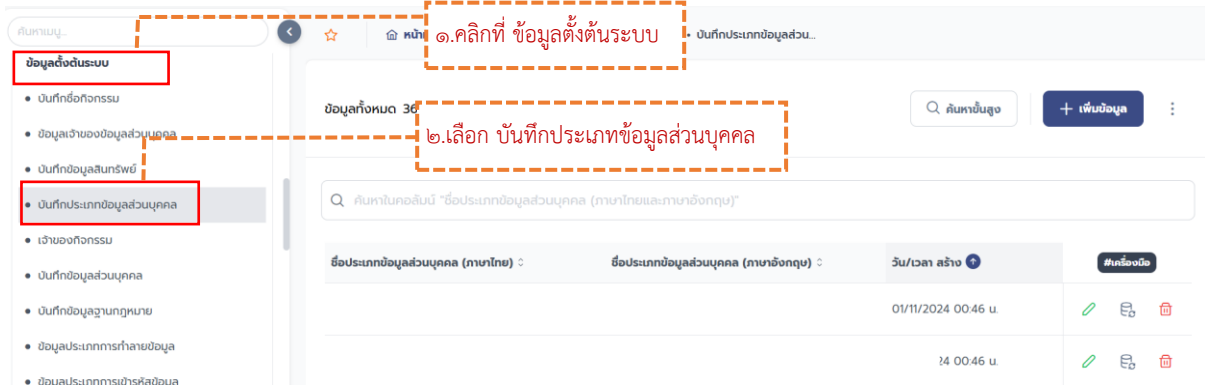 ค้นหาเมนู...
ข้อมูลตั้งต้นระบบ
บันทึกชื่อกิจกรรม
ข้อมูลเจ้าของข้อมูลส่วนบุคคล
บันทึกข้อมูลสินทรัพย์
บันทึกประเภทข้อมูลส่วนบุคคล
เจ้าของกิจกรรม
บันทึกข้อมูลส่วนบุคคล
บันทึกข้อมูลฐานกฎหมาย
ข้อมูลประเภทการทำลายข้อมูล
ข้อมูลประเภทการเข้ารหัสข้อมูล
๑.คลิกที่ ข้อมูลตั้งต้นระบบ
บันทึกประเภทข้อมูลส่วน...
ข้อมูลทั้งหมด 36
ค้นหาขั้นสูง
เพิ่มข้อมูล
๒.เลือก บันทึกประเภทข้อมูลส่วนบุคคล
ค้นหาในคอลัมน์ "ชื่อประเภทข้อมูลส่วนบุคคล (ภาษาไทยและภาษาอังกฤษ)"
ชื่อประเภทข้อมูลส่วนบุคคล (ภาษาไทย) ชื่อประเภทข้อมูลส่วนบุคคล (ภาษาอังกฤษ) วัน/เวลา สร้าง #เครื่องมือ
01/11/2024 00:46 น.
24 00:46 น.